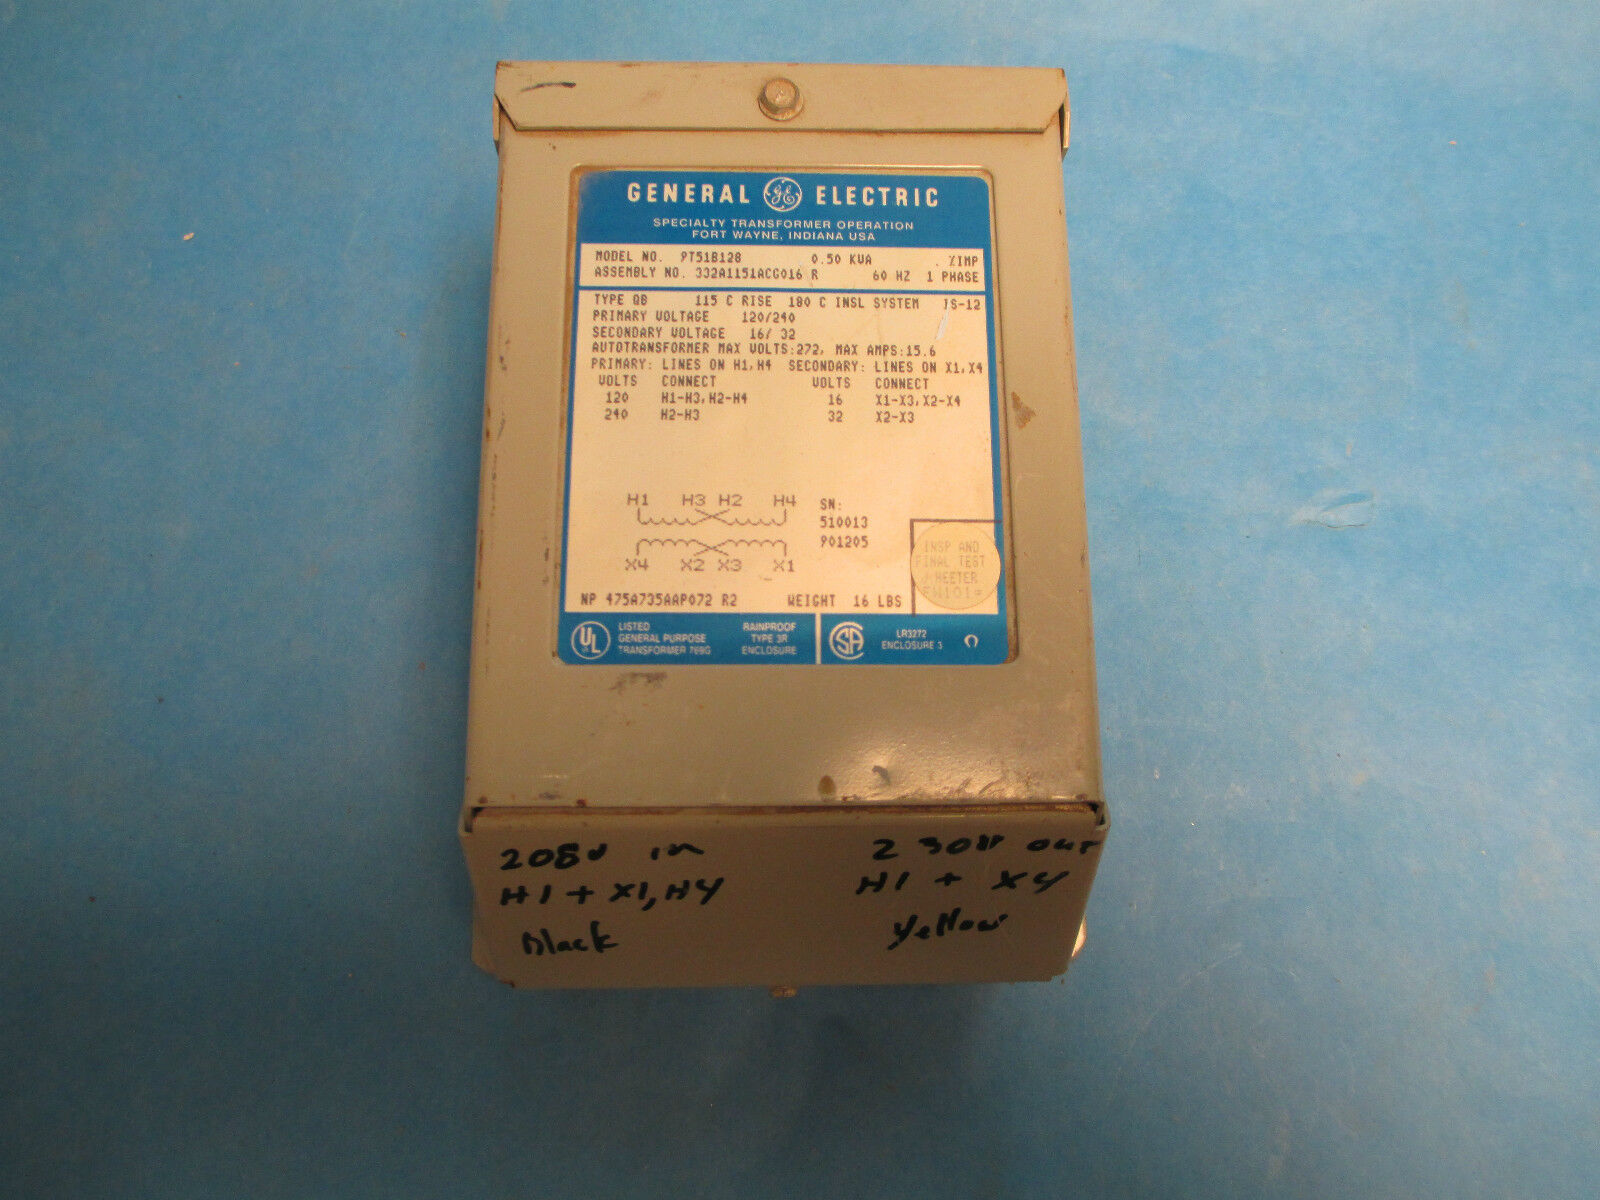 GENERAL GE ELECTRIC
SPECIALTY TRANSFORMER OPERATION
FORT WAYNE, INDIANA USA
MODEL NO. 9T51B128 0.50 KVA . %IMP
ASSEMBLY NO. 332A1151ACG016 R 60 HZ 1 PHASE
TYPE QB 115 C RISE 180 C INSL SYSTEM IS-12
PRIMARY VOLTAGE 120/240
SECONDARY VOLTAGE 16/ 32
AUTOTRANSFORMER MAX VOLTS:272, MAX AMPS:15.6
PRIMARY: LINES ON H1,H4 SECONDARY: LINES ON X1,X4
VOLTS CONNECT VOLTS CONNECT
120 H1-H3,H2-H4 16 X1-X3,X2-X4
240 H2-H3 32 X2-X3
H1 H3 H2 H4
X4 X2 X3 X1
SN:
510013
901205
INSP AND
FINAL TEST
FW101
NP 475A735AAP072 R2 WEIGHT 16 LBS
UL LISTED
GENERAL PURPOSE
TRANSFORMER 769G
RAINPROOF
TYPE 3R
ENCLOSURE
SA
LR3272
ENCLOSURE 3
208V in
H1 + X1, H4
Black
230V out
H1 + X4
Yellow